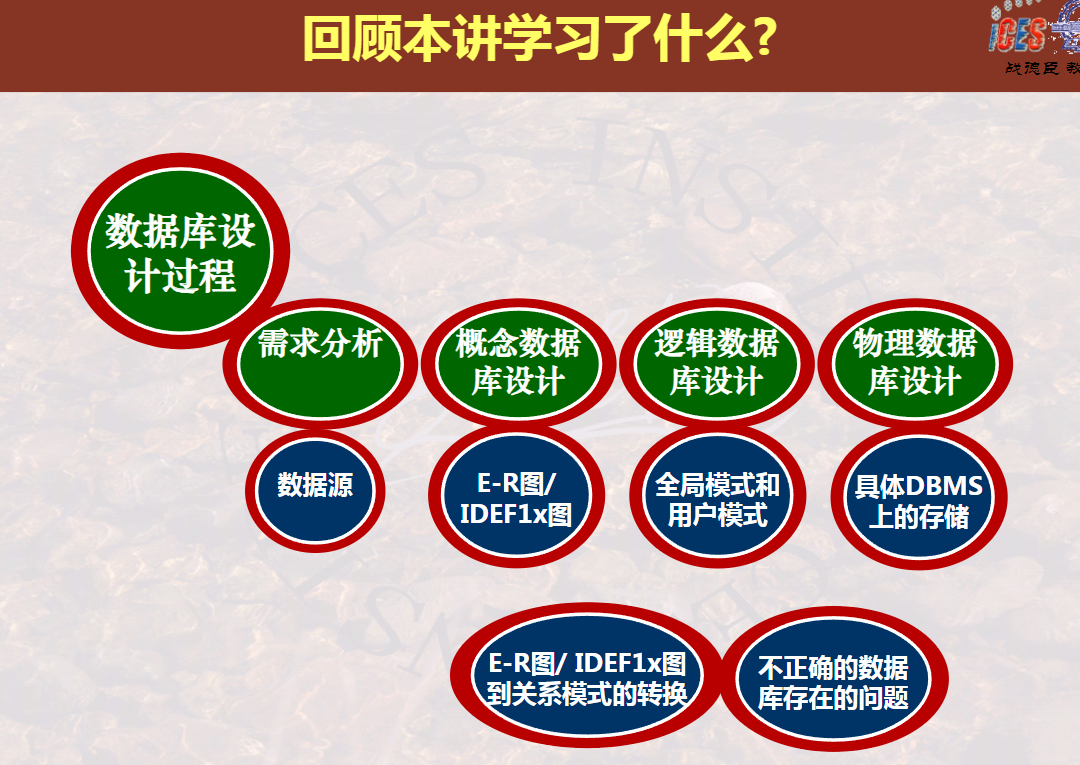 回顾本讲学习了什么?
iCES
战德臣 教
数据库设
计过程
需求分析
概念数据
库设计
逻辑数据
库设计
物理数据
库设计
数据源
E-R图/
IDEF1x图
全局模式和
用户模式
具体DBMS
上的存储
E-R图/ IDEF1x图
到关系模式的转换
不正确的数据
库存在的问题